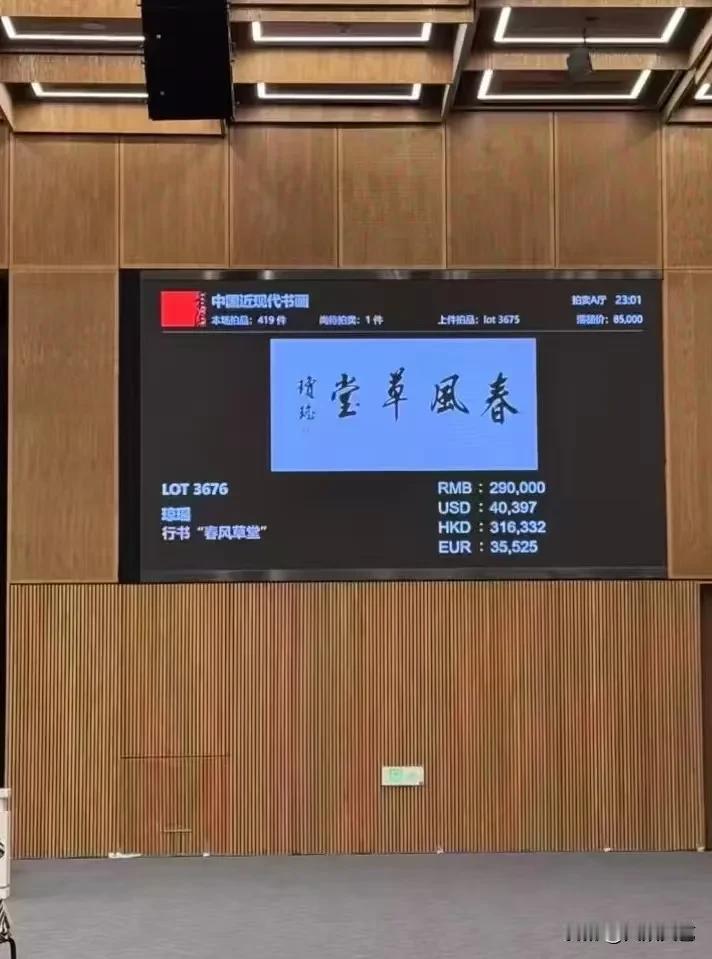 中国近现代书画
拍卖A厅 23:01
本场拍品：419 件 尚待拍卖：1 件 上件拍品：lot 3675 落槌价：85,000
春風草堂
瓊瑤
LOT 3676
琼瑶
行书“春风草堂”
RMB：290,000
USD：40,397
HKD：316,332
EUR：35,525